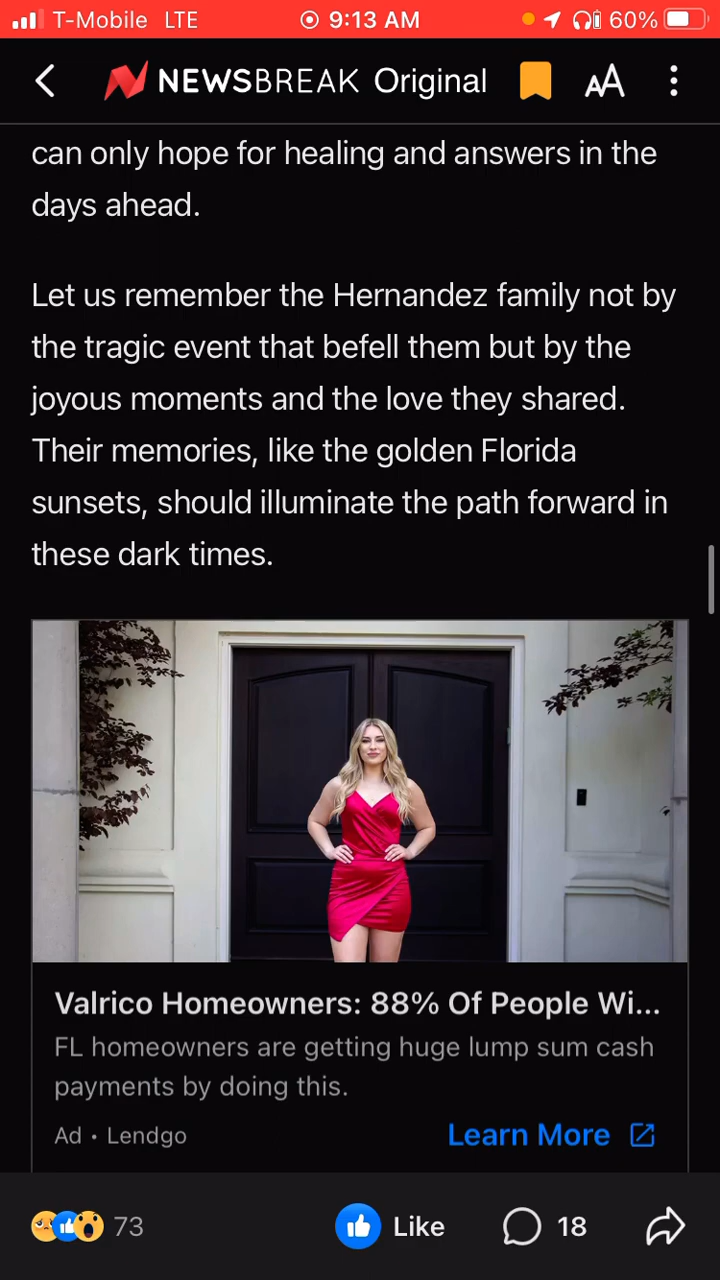 T-Mobile LTE 9:13 AM 60%
NEWSBREAK Original AA
can only hope for healing and answers in the
days ahead.
Let us remember the Hernandez family not by
the tragic event that befell them but by the
joyous moments and the love they shared.
Their memories, like the golden Florida
sunsets, should illuminate the path forward in
these dark times.
Valrico Homeowners: 88% Of People Wi...
FL homeowners are getting huge lump sum cash
payments by doing this.
Ad • Lendgo Learn More
73 Like 18